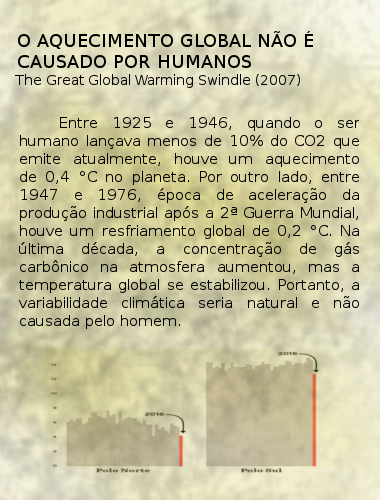 O AQUECIMENTO GLOBAL NÃO É
CAUSADO POR HUMANOS
The Great Global Warming Swindle (2007)
Entre 1925 e 1946, quando o ser
humano lançava menos de 10% do CO2 que
emite atualmente, houve um aquecimento
de 0,4 °C no planeta. Por outro lado, entre
1947 e 1976, época de aceleração da
produção industrial após a 2ª Guerra Mundial,
houve um resfriamento global de 0,2 °C. Na
última década, a concentração de gás
carbônico na atmosfera aumentou, mas a
temperatura global se estabilizou. Portanto, a
variabilidade climática seria natural e não
causada pelo homem.
2016
2016
Polo Norte
Polo Sul